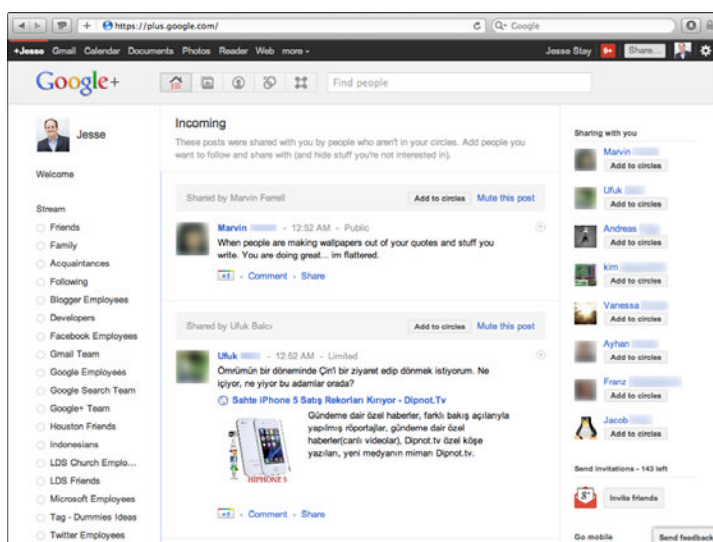 https://plus.google.com/
Google
+Jesse Gmail Calendar Documents Photos Reader Web more
Jesse Stay
Share...
Google+
Find people
Jesse
Welcome
Stream
Friends
Family
Acquaintances
Following
Blogger Employees
Developers
Facebook Employees
Gmail Team
Google Employees
Google Search Team
Google+ Team
Houston Friends
Indonesians
LDS Church Emplo...
LDS Friends
Microsoft Employees
Tag - Dummies Ideas
Twitter Employees
Incoming
These posts were shared with you by people who aren't in your circles. Add people you
want to follow and share with (and hide stuff you're not interested in).
Shared by Marvin Ferrell
Add to circles Mute this post
Marvin - 12:52 AM - Public
When people are making wallpapers out of your quotes and stuff you
write. You are doing great... im flattered.
+1 - Comment - Share
Shared by Ufuk
Add to circles Mute this post
Ufuk - 12:52 AM - Limited
Ömrümün bir döneminde Çin'i bir ziyaret edip dönmek istiyorum. Ne
içiyor, ne yiyor bu adamlar orada?
Sahte iPhone 5 Satış Rekorları Kırıyor - Dipnot.Tv
Gündeme dair özel haberler, farklı bakış açılarıyla
yapılmış röportajlar, gündeme dair özel
haberler(canlı videolar), Dipnot.tv özel köşe
yazıları, yeni medyanın mimarı Dipnot.tv.
HIPHONE 5
+1 - Comment - Share
Sharing with you
Marvin
Add to circles
Ufuk
Add to circles
Andreas
Add to circles
kim
Add to circles
Vanessa
Add to circles
Ayhan
Add to circles
Franz
Add to circles
Jacob
Add to circles
Send invitations - 143 left
Invite friends
Go mobile
Send feedback